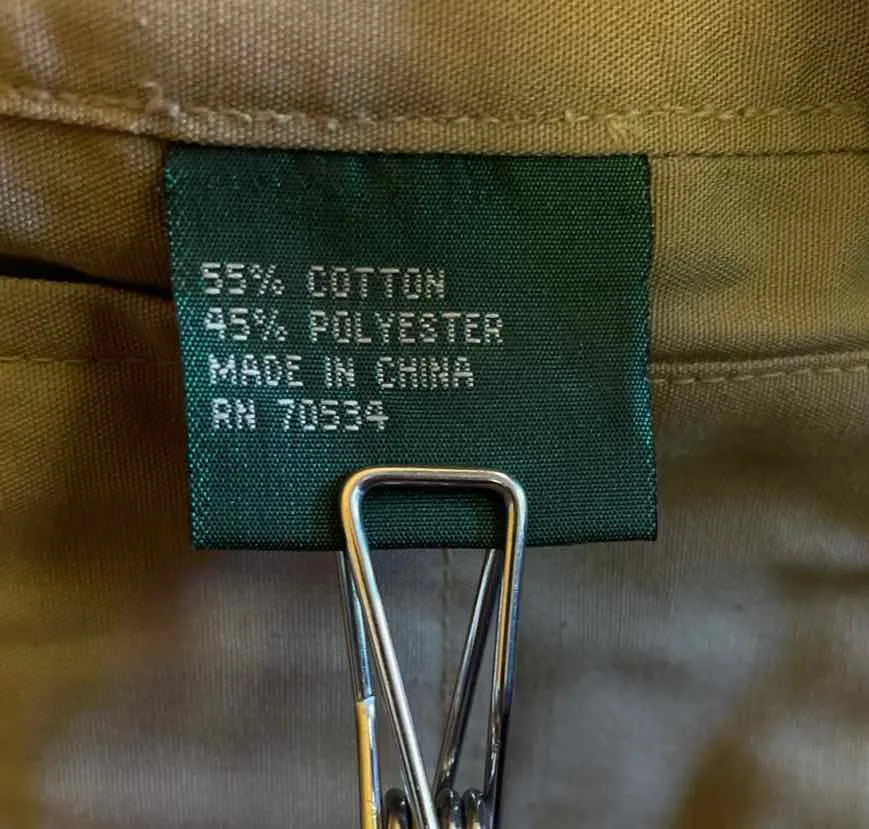 55% COTTON
45% POLYESTER
MADE IN CHINA
RN 70534